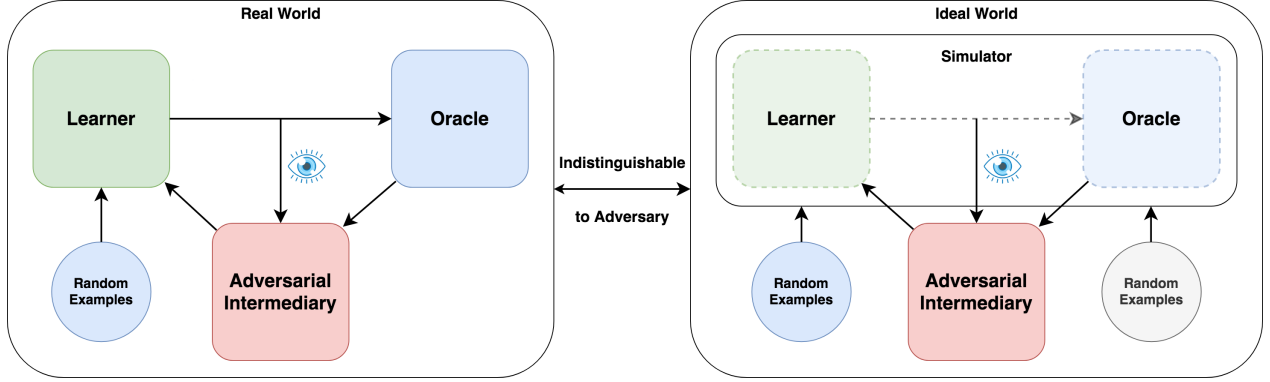 Real World
Learner
Oracle
Random
Examples
Adversarial
Intermediary
Indistinguishable
to Adversary
Ideal World
Simulator
Learner
Oracle
Random
Examples
Adversarial
Intermediary
Random
Examples